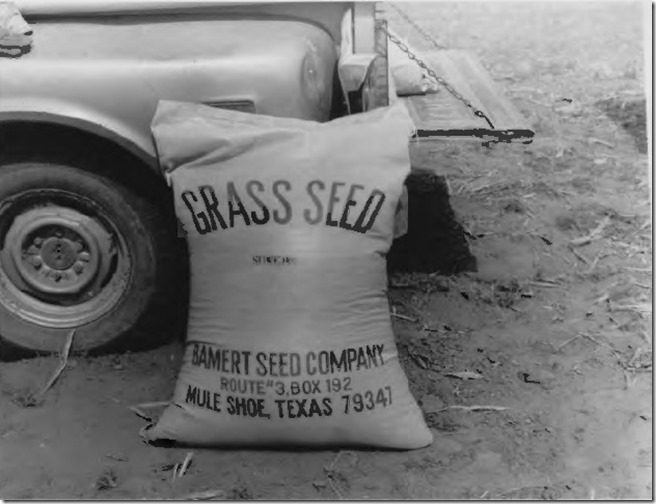 GRASS SEED
BAMERT SEED COMPANY
ROUTE #3, BOX 192
MULE SHOE, TEXAS 79347